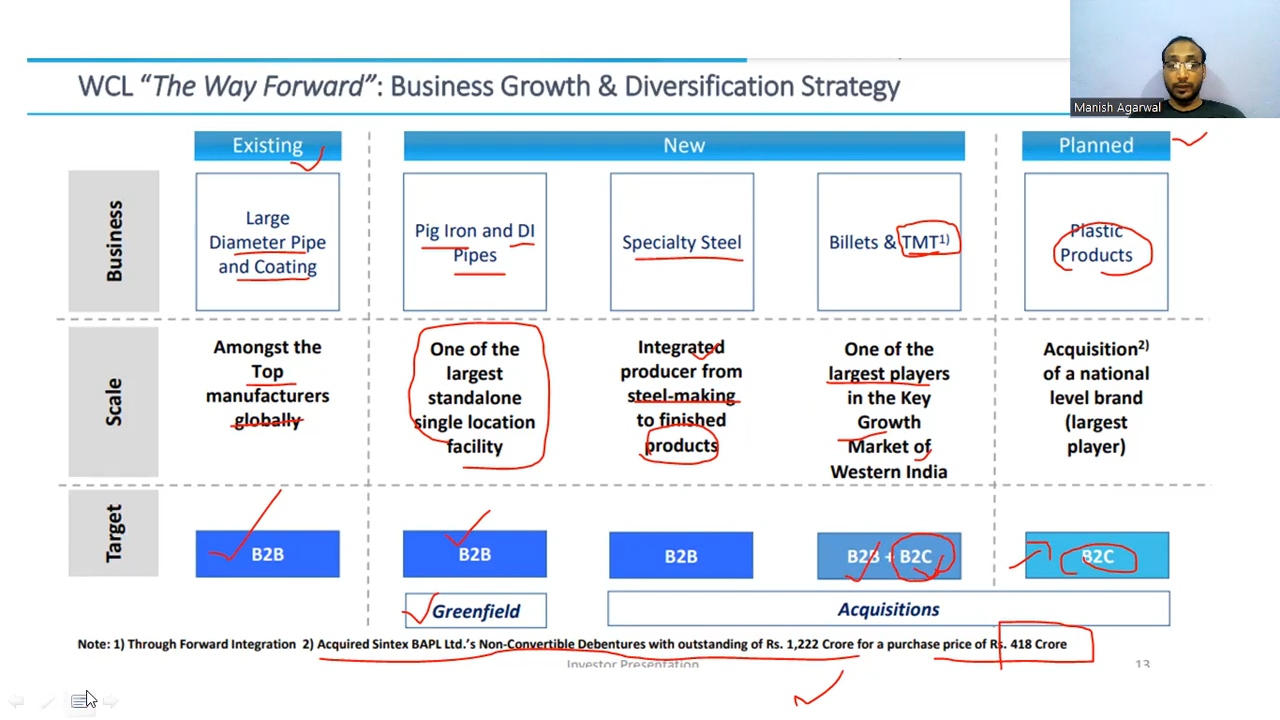 Manish Agarwal
WCL “The Way Forward”: Business Growth & Diversification Strategy
Existing
New
Planned
Business
Large
Diameter Pipe
and Coating
Pig Iron and DI
Pipes
Specialty Steel
Billets & TMT1)
Plastic
Products
Scale
Amongst the
Top
manufacturers
globally
One of the
largest
standalone
single location
facility
Integrated
producer from
steel-making
to finished
products
One of the
largest players
in the Key
Growth
Market of
Western India
Acquisition2)
of a national
level brand
(largest
player)
Target
B2B
B2B
B2B
B2B + B2C
B2C
Greenfield
Acquisitions
Note: 1) Through Forward Integration 2) Acquired Sintex BAPL Ltd.’s Non-Convertible Debentures with outstanding of Rs. 1,222 Crore for a purchase price of Rs. 418 Crore
Investor Presentation
13